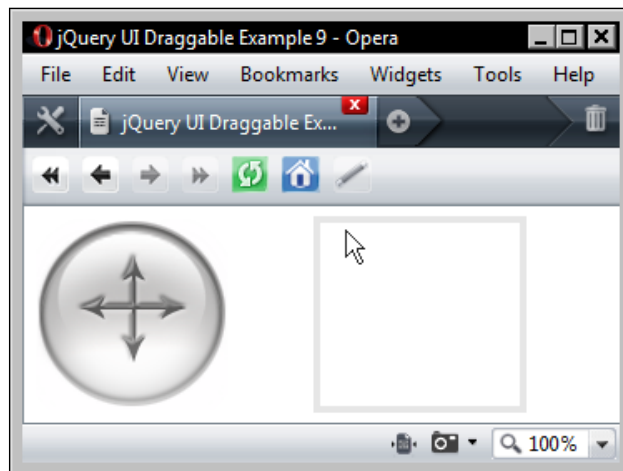 jQuery UI Draggable Example 9 - Opera
File Edit View Bookmarks Widgets Tools Help
jQuery UI Draggable Ex...
100%